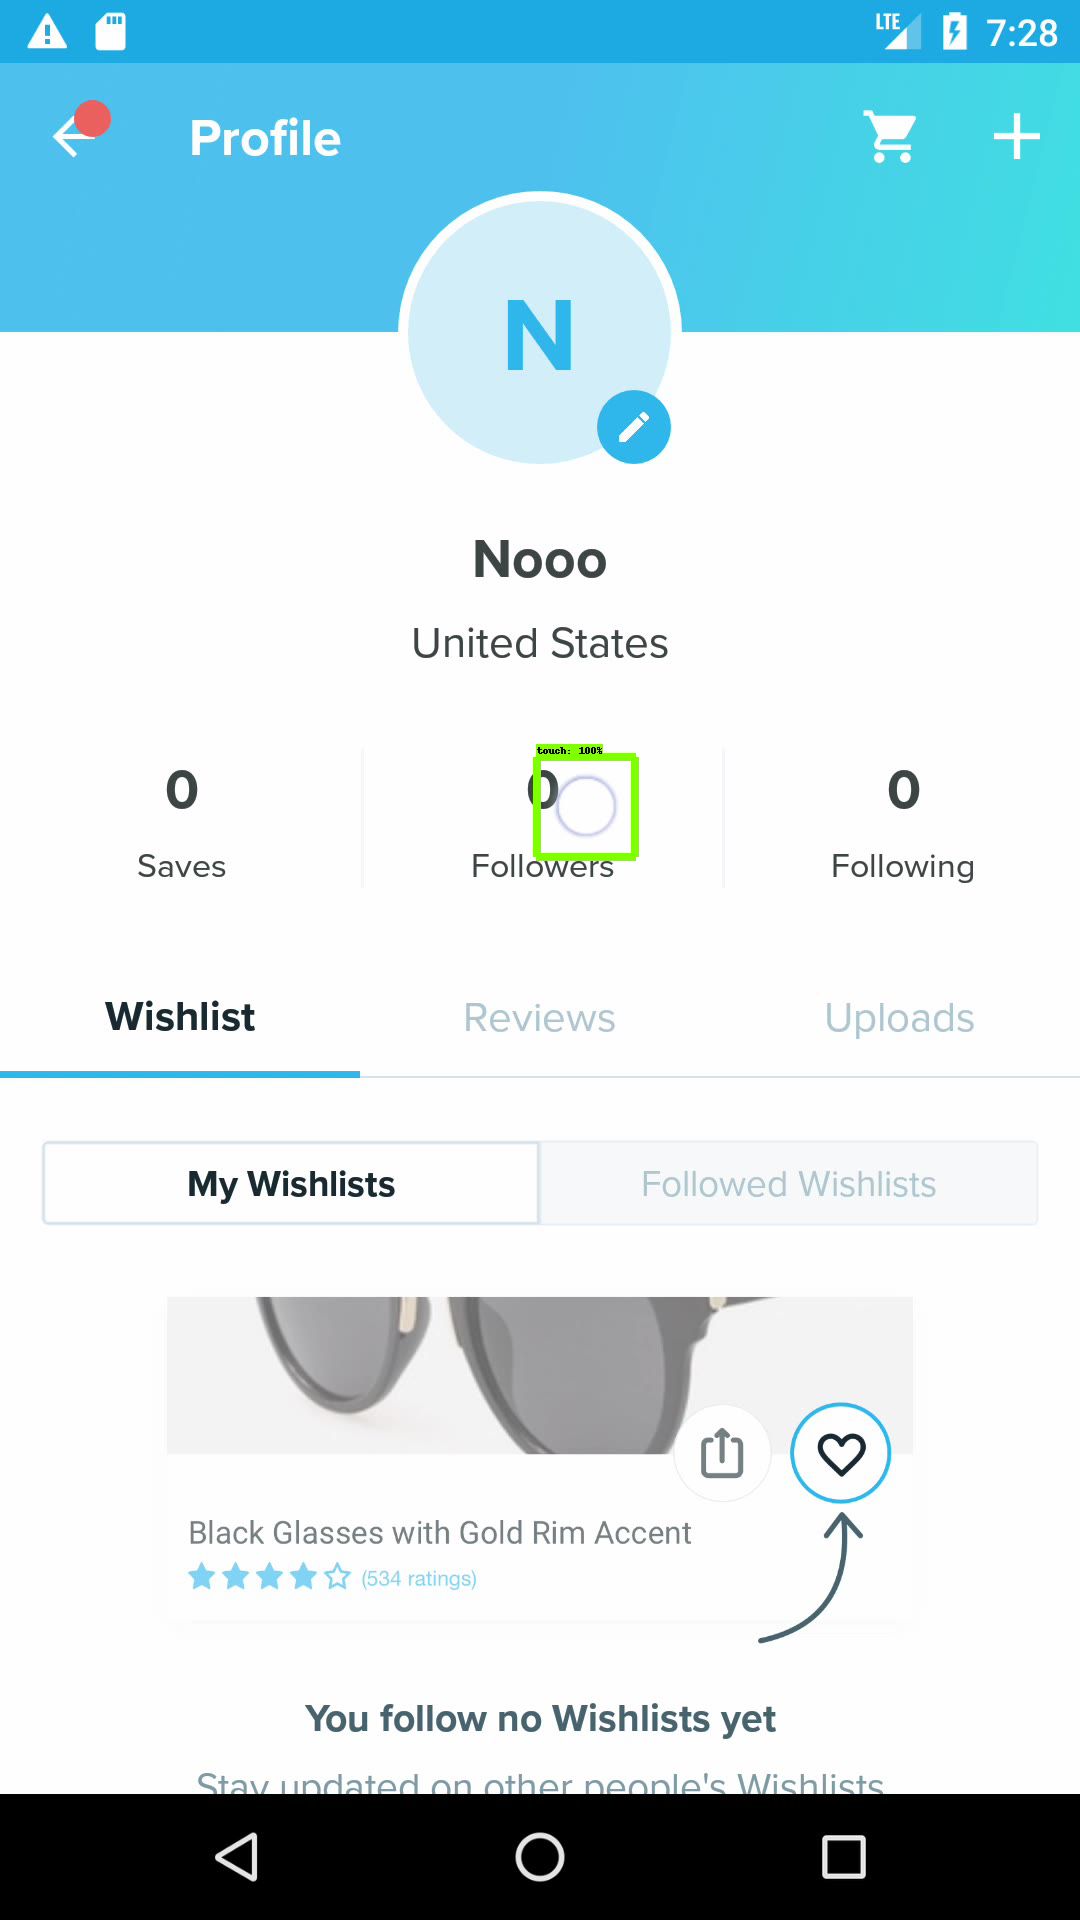 LTE 7:28
Profile
N
Nooo
United States
0 0 0
touch: 100%
Saves Followers Following
Wishlist Reviews Uploads
My Wishlists Followed Wishlists
Black Glasses with Gold Rim Accent
(534 ratings)
You follow no Wishlists yet
Stay updated on other people's Wishlists